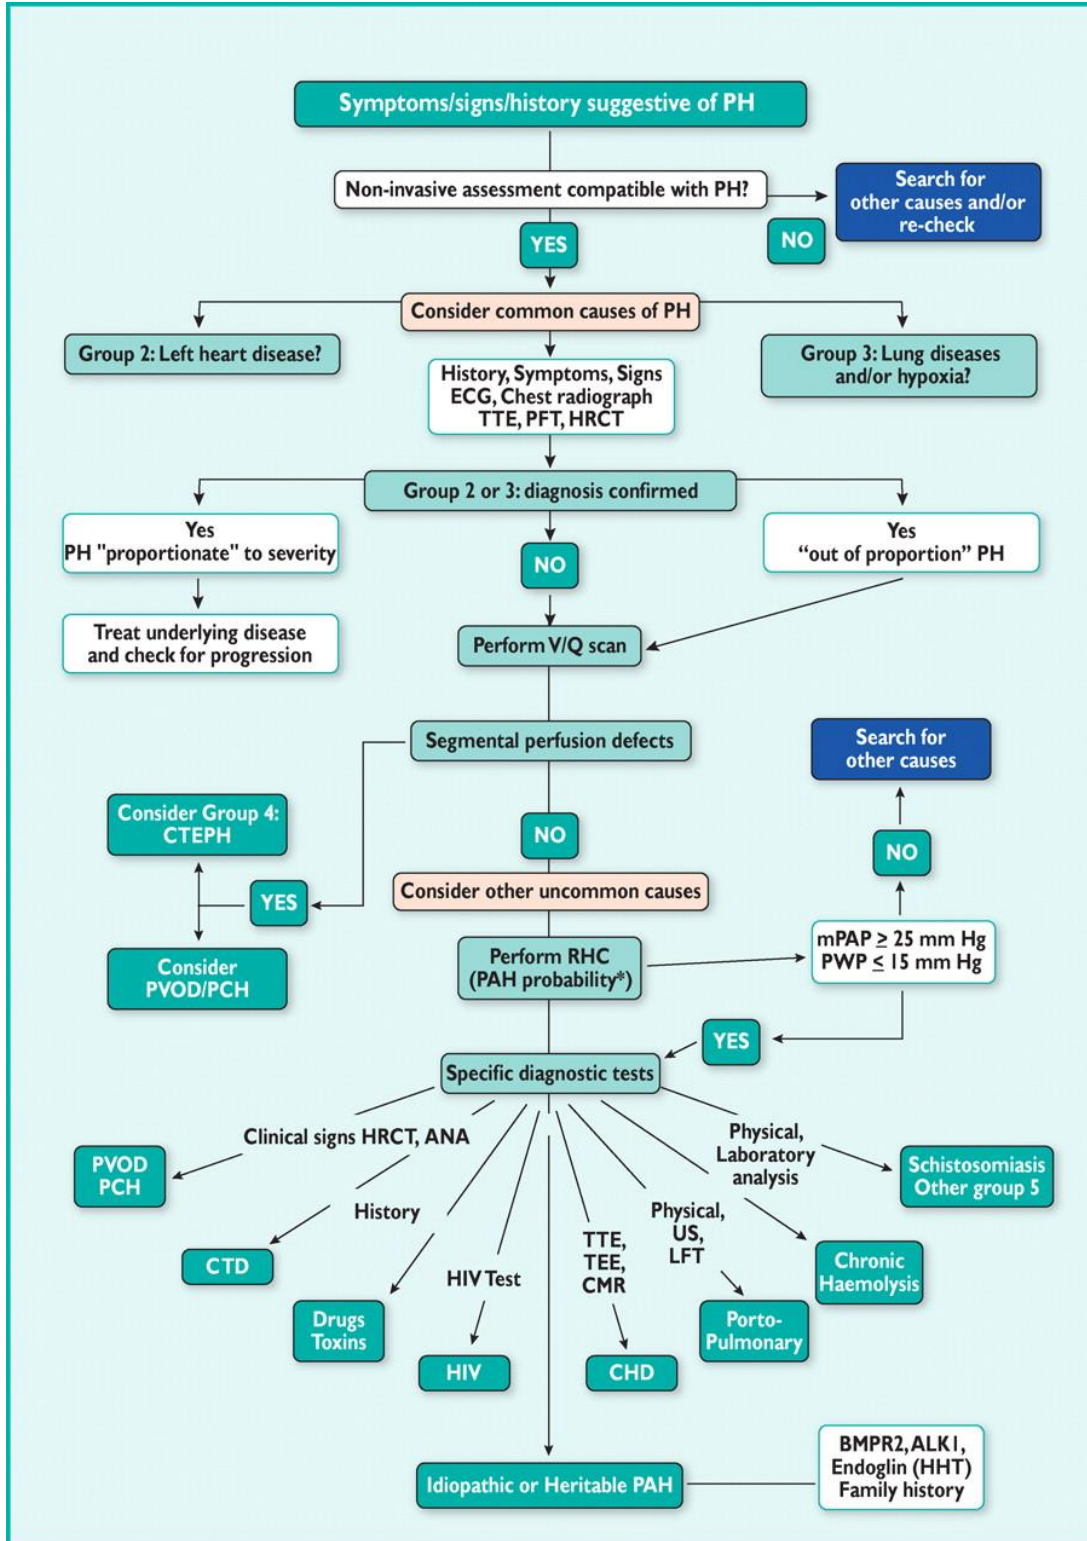 Symptoms/signs/history suggestive of PH
Non-invasive assessment compatible with PH?
Search for
other causes and/or
re-check
YES
NO
Consider common causes of PH
Group 2: Left heart disease?
Group 3: Lung diseases
and/or hypoxia?
History, Symptoms, Signs
ECG, Chest radiograph
TTE, PFT, HRCT
Group 2 or 3: diagnosis confirmed
Yes
PH "proportionate" to severity
NO
Yes
“out of proportion” PH
Treat underlying disease
and check for progression
Perform V/Q scan
Segmental perfusion defects
Search for
other causes
Consider Group 4:
CTEPH
NO
NO
YES
Consider other uncommon causes
Consider
PVOD/PCH
Perform RHC
(PAH probability*)
mPAP ≥ 25 mm Hg
PWP ≤ 15 mm Hg
YES
Specific diagnostic tests
Clinical signs HRCT, ANA
Physical,
Laboratory
analysis
PVOD
PCH
Schistosomiasis
Other group 5
History
TTE,
TEE,
CMR
Physical,
US,
LFT
CTD
HIV Test
Chronic
Haemolysis
Drugs
Toxins
Porto-
Pulmonary
HIV
CHD
Idiopathic or Heritable PAH
BMPR2, ALK1,
Endoglin (HHT)
Family history